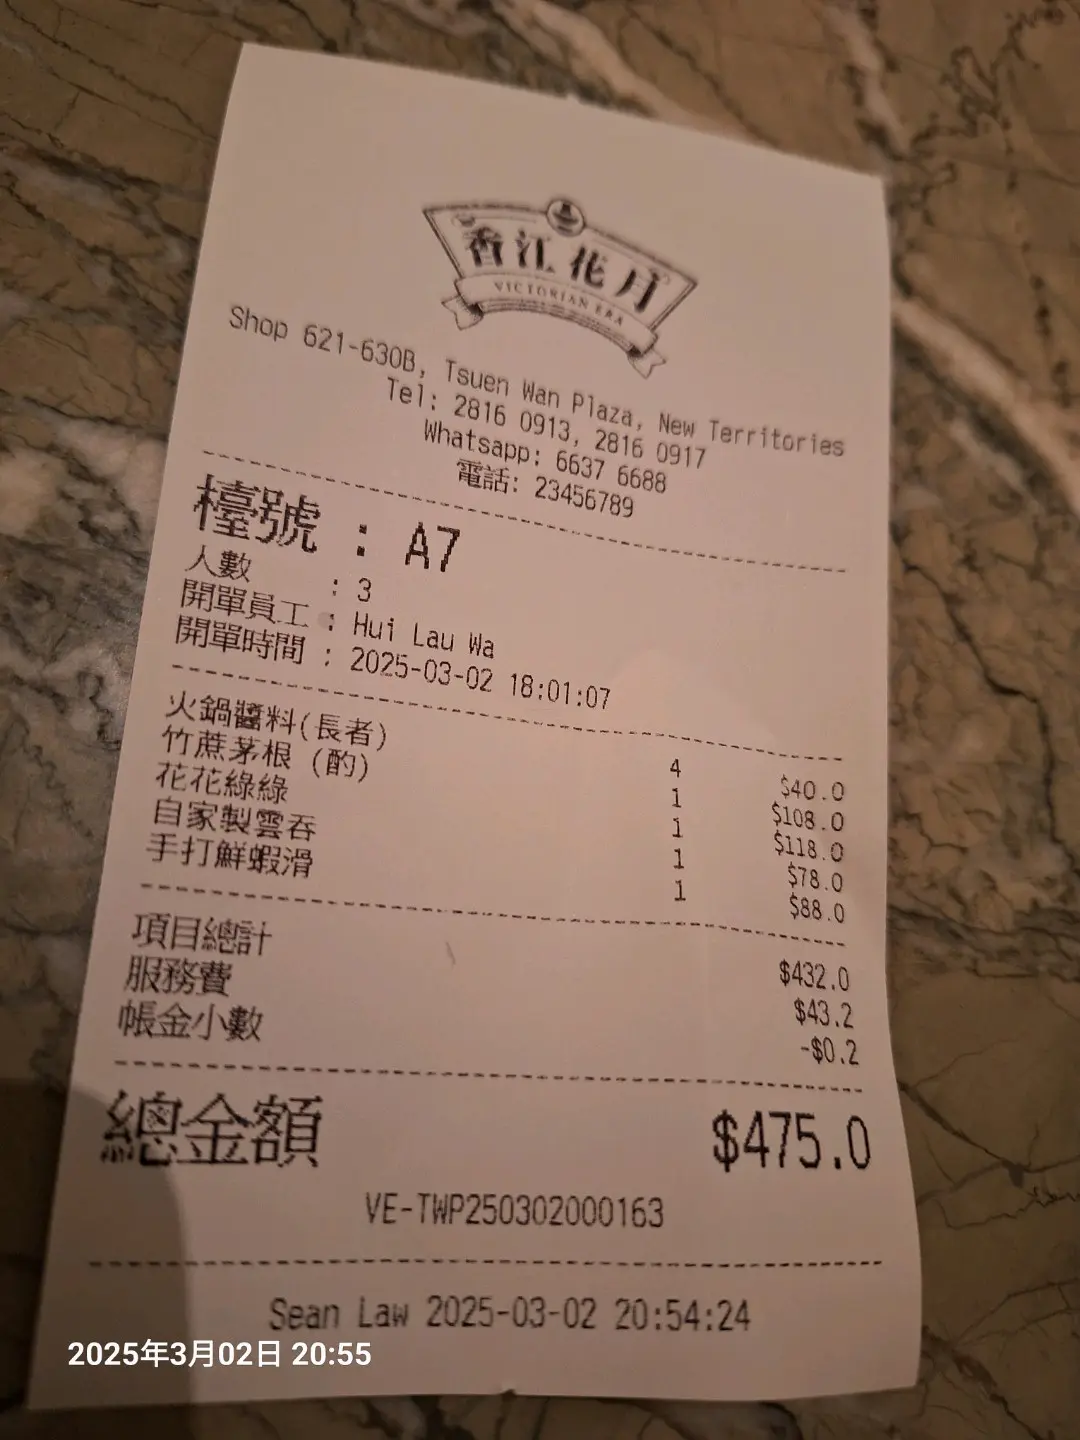 香江花月
VICTORIAN ERA
Shop 621-630B, Tsuen Wan Plaza, New Territories
Tel: 2816 0913, 2816 0917
Whatsapp: 6637 6688
電話: 23456789
檯號 : A7
人數 : 3
開單員工 : Hui Lau Wa
開單時間 : 2025-03-02 18:01:07
火鍋醬料(長者) 4 $40.0
竹蔗茅根 (酌) 1 $108.0
花花綠綠 1 $118.0
自家製雲吞 1 $78.0
手打鮮蝦滑 1 $88.0
項目總計 $432.0
服務費 $43.2
帳金小數 -$0.2
總金額 $475.0
VE-TWP250302000163
Sean Law 2025-03-02 20:54:24
2025年3月02日 20:55